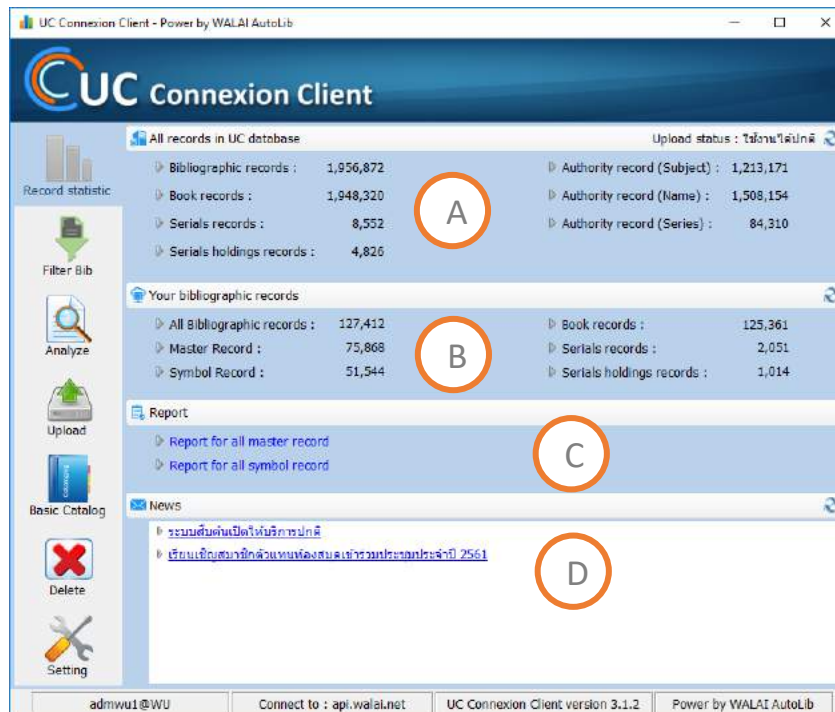 UC Connexion Client - Power by WALAI AutoLib
UC Connexion Client
All records in UC database
Upload status : ใช้งานได้ปกติ
Bibliographic records : 1,956,872
Authority record (Subject) : 1,213,171
Book records : 1,948,320
Authority record (Name) : 1,508,154
Serials records : 8,552
Authority record (Series) : 84,310
Serials holdings records : 4,826
A
Your bibliographic records
All Bibliographic records : 127,412
Book records : 125,361
Master Record : 75,868
Serials records : 2,051
Symbol Record : 51,544
Serials holdings records : 1,014
B
Report
Report for all master record
Report for all symbol record
C
News
ระบบสืบค้นเปิดให้บริการปกติ
เรียนเชิญสมาชิกตัวแทนห้องสมุดเข้าร่วมประชุมประจำปี 2561
D
Record statistic
Filter Bib
Analyze
Upload
Basic Catalog
Delete
Setting
admwu1@WU
Connect to : api.walai.net
UC Connexion Client version 3.1.2
Power by WALAI AutoLib